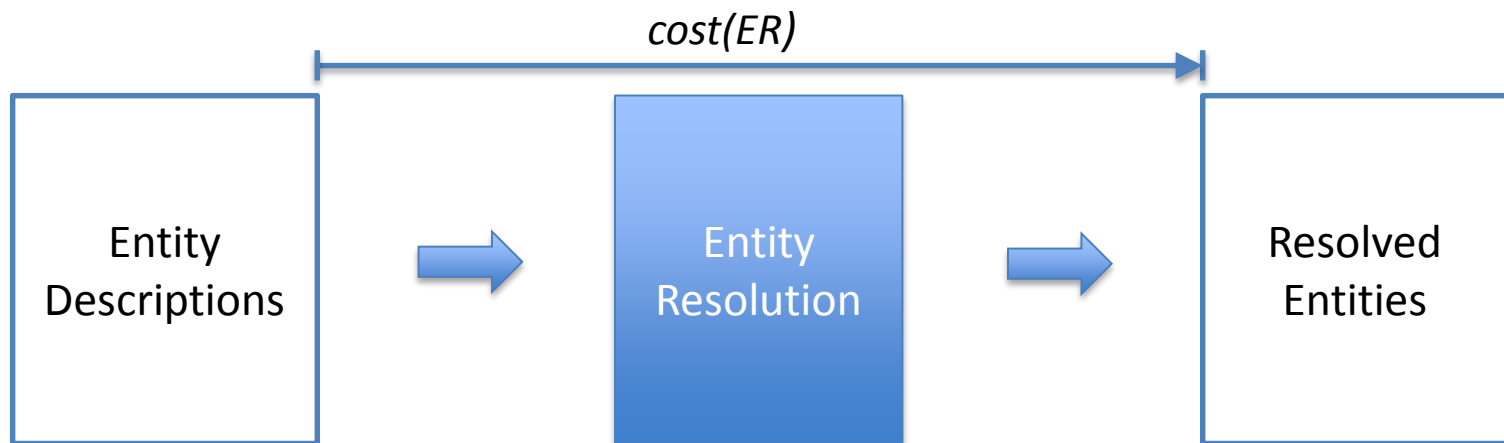 cost(ER)
Entity
Descriptions
Entity
Resolution
Resolved
Entities